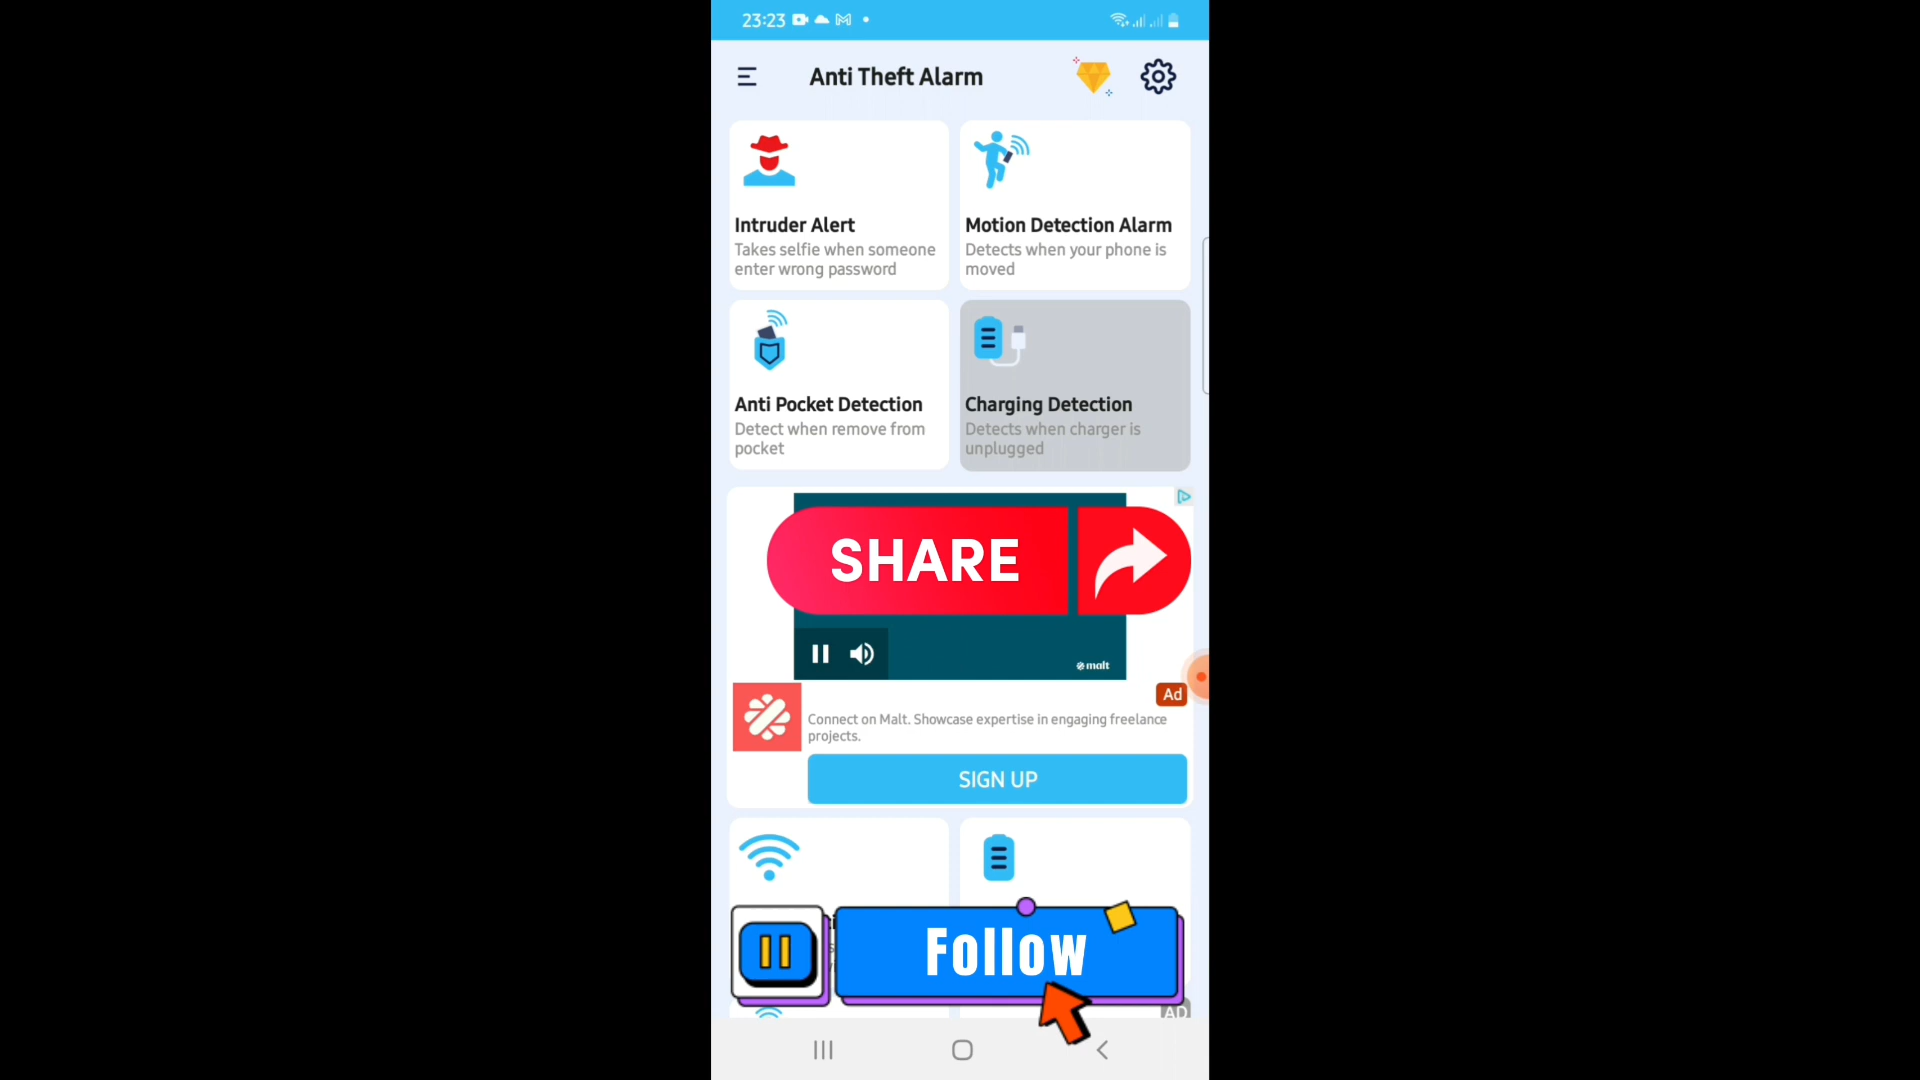 23:23
Anti Theft Alarm
Intruder Alert
Takes selfie when someone
enter wrong password
Motion Detection Alarm
Detects when your phone is
moved
Anti Pocket Detection
Detect when remove from
pocket
Charging Detection
Detects when charger is
unplugged
SHARE
malt
Ad
Connect on Malt. Showcase expertise in engaging freelance
projects.
SIGN UP
Follow
AD